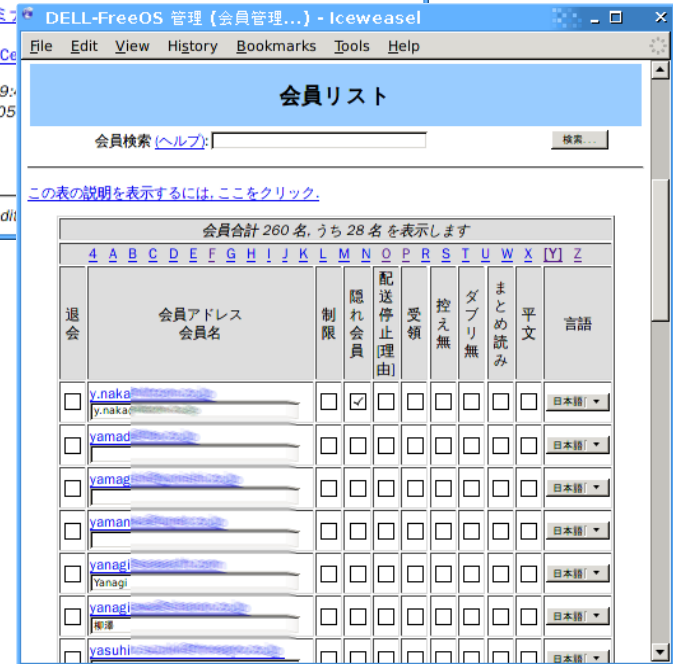 DELL-FreeOS 管理 (会員管理...) - Iceweasel
File Edit View History Bookmarks Tools Help
会員リスト
会員検索 (ヘルプ): 検索...
この表の説明を表示するには, ここをクリック.
会員合計 260 名, うち 28 名 を表示します
4 A B C D E F G H I J K L M N O P R S T U W X [Y] Z
退会 会員アドレス 会員名 制限 隠れ会員 配送停止[理由] 受領 控え無 ダブリ無 まとめ読み 平文 言語
y.naka 日本語
y.naka
yamad 日本語
yamag 日本語
yaman 日本語
yanagi 日本語
Yanagi
yanagi 日本語
柳澤
yasuhi 日本語